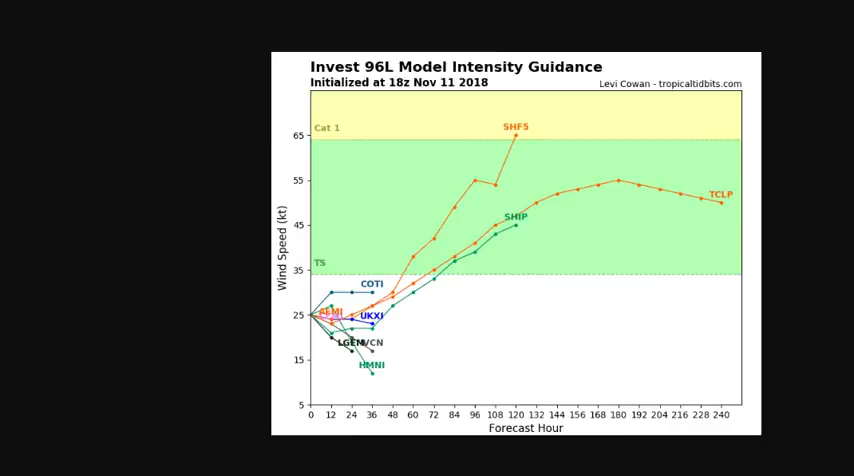 Invest 96L Model Intensity Guidance
Initialized at 18z Nov 11 2018
Levi Cowan - tropicaltidbits.com
Cat 1
SHF5
65
55
TCLP
45
SHIP
Wind Speed (kt)
TS
35
COTI
25
AEMI
UKXI
15
HMNI
5
0 12 24 36 48 60 72 84 96 108 120 132 144 156 168 180 192 204 216 228 240
Forecast Hour